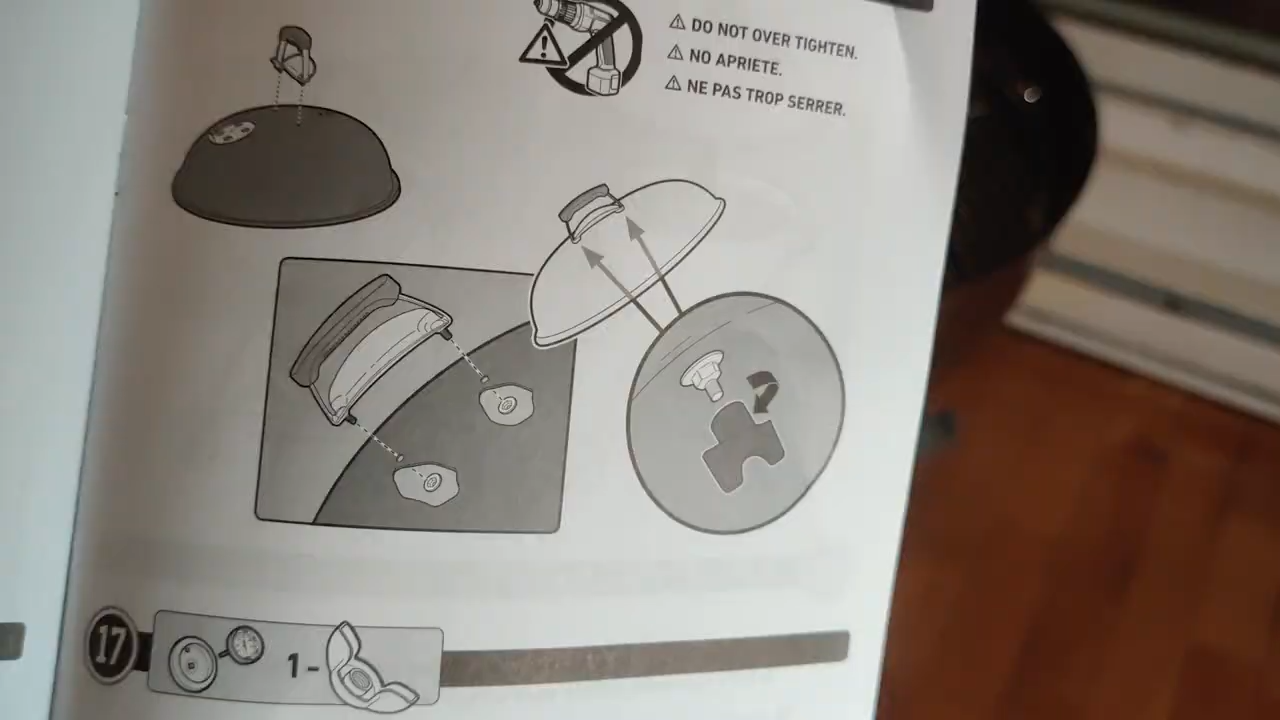 ⚠ DO NOT OVER TIGHTEN.
⚠ NO APRIETE.
⚠ NE PAS TROP SERRER.
17
1-